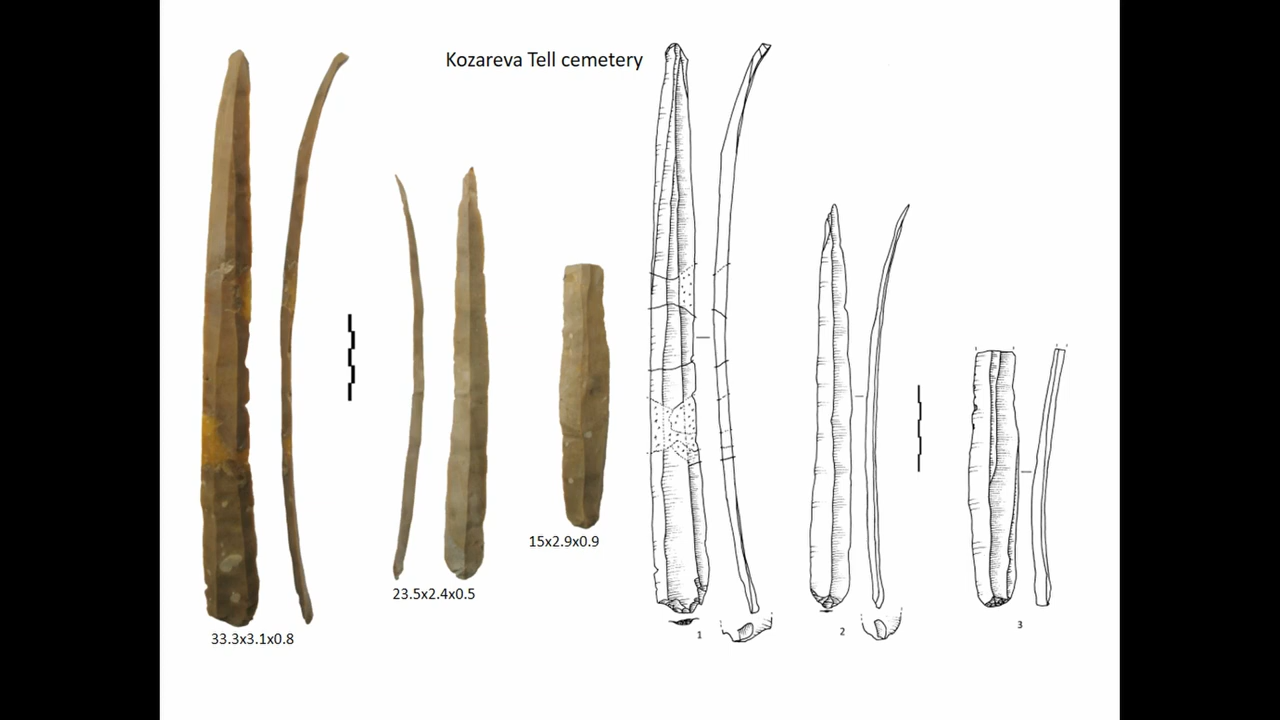 Kozareva Tell cemetery
15x2.9x0.9
23.5x2.4x0.5
33.3x3.1x0.8
1
2
3